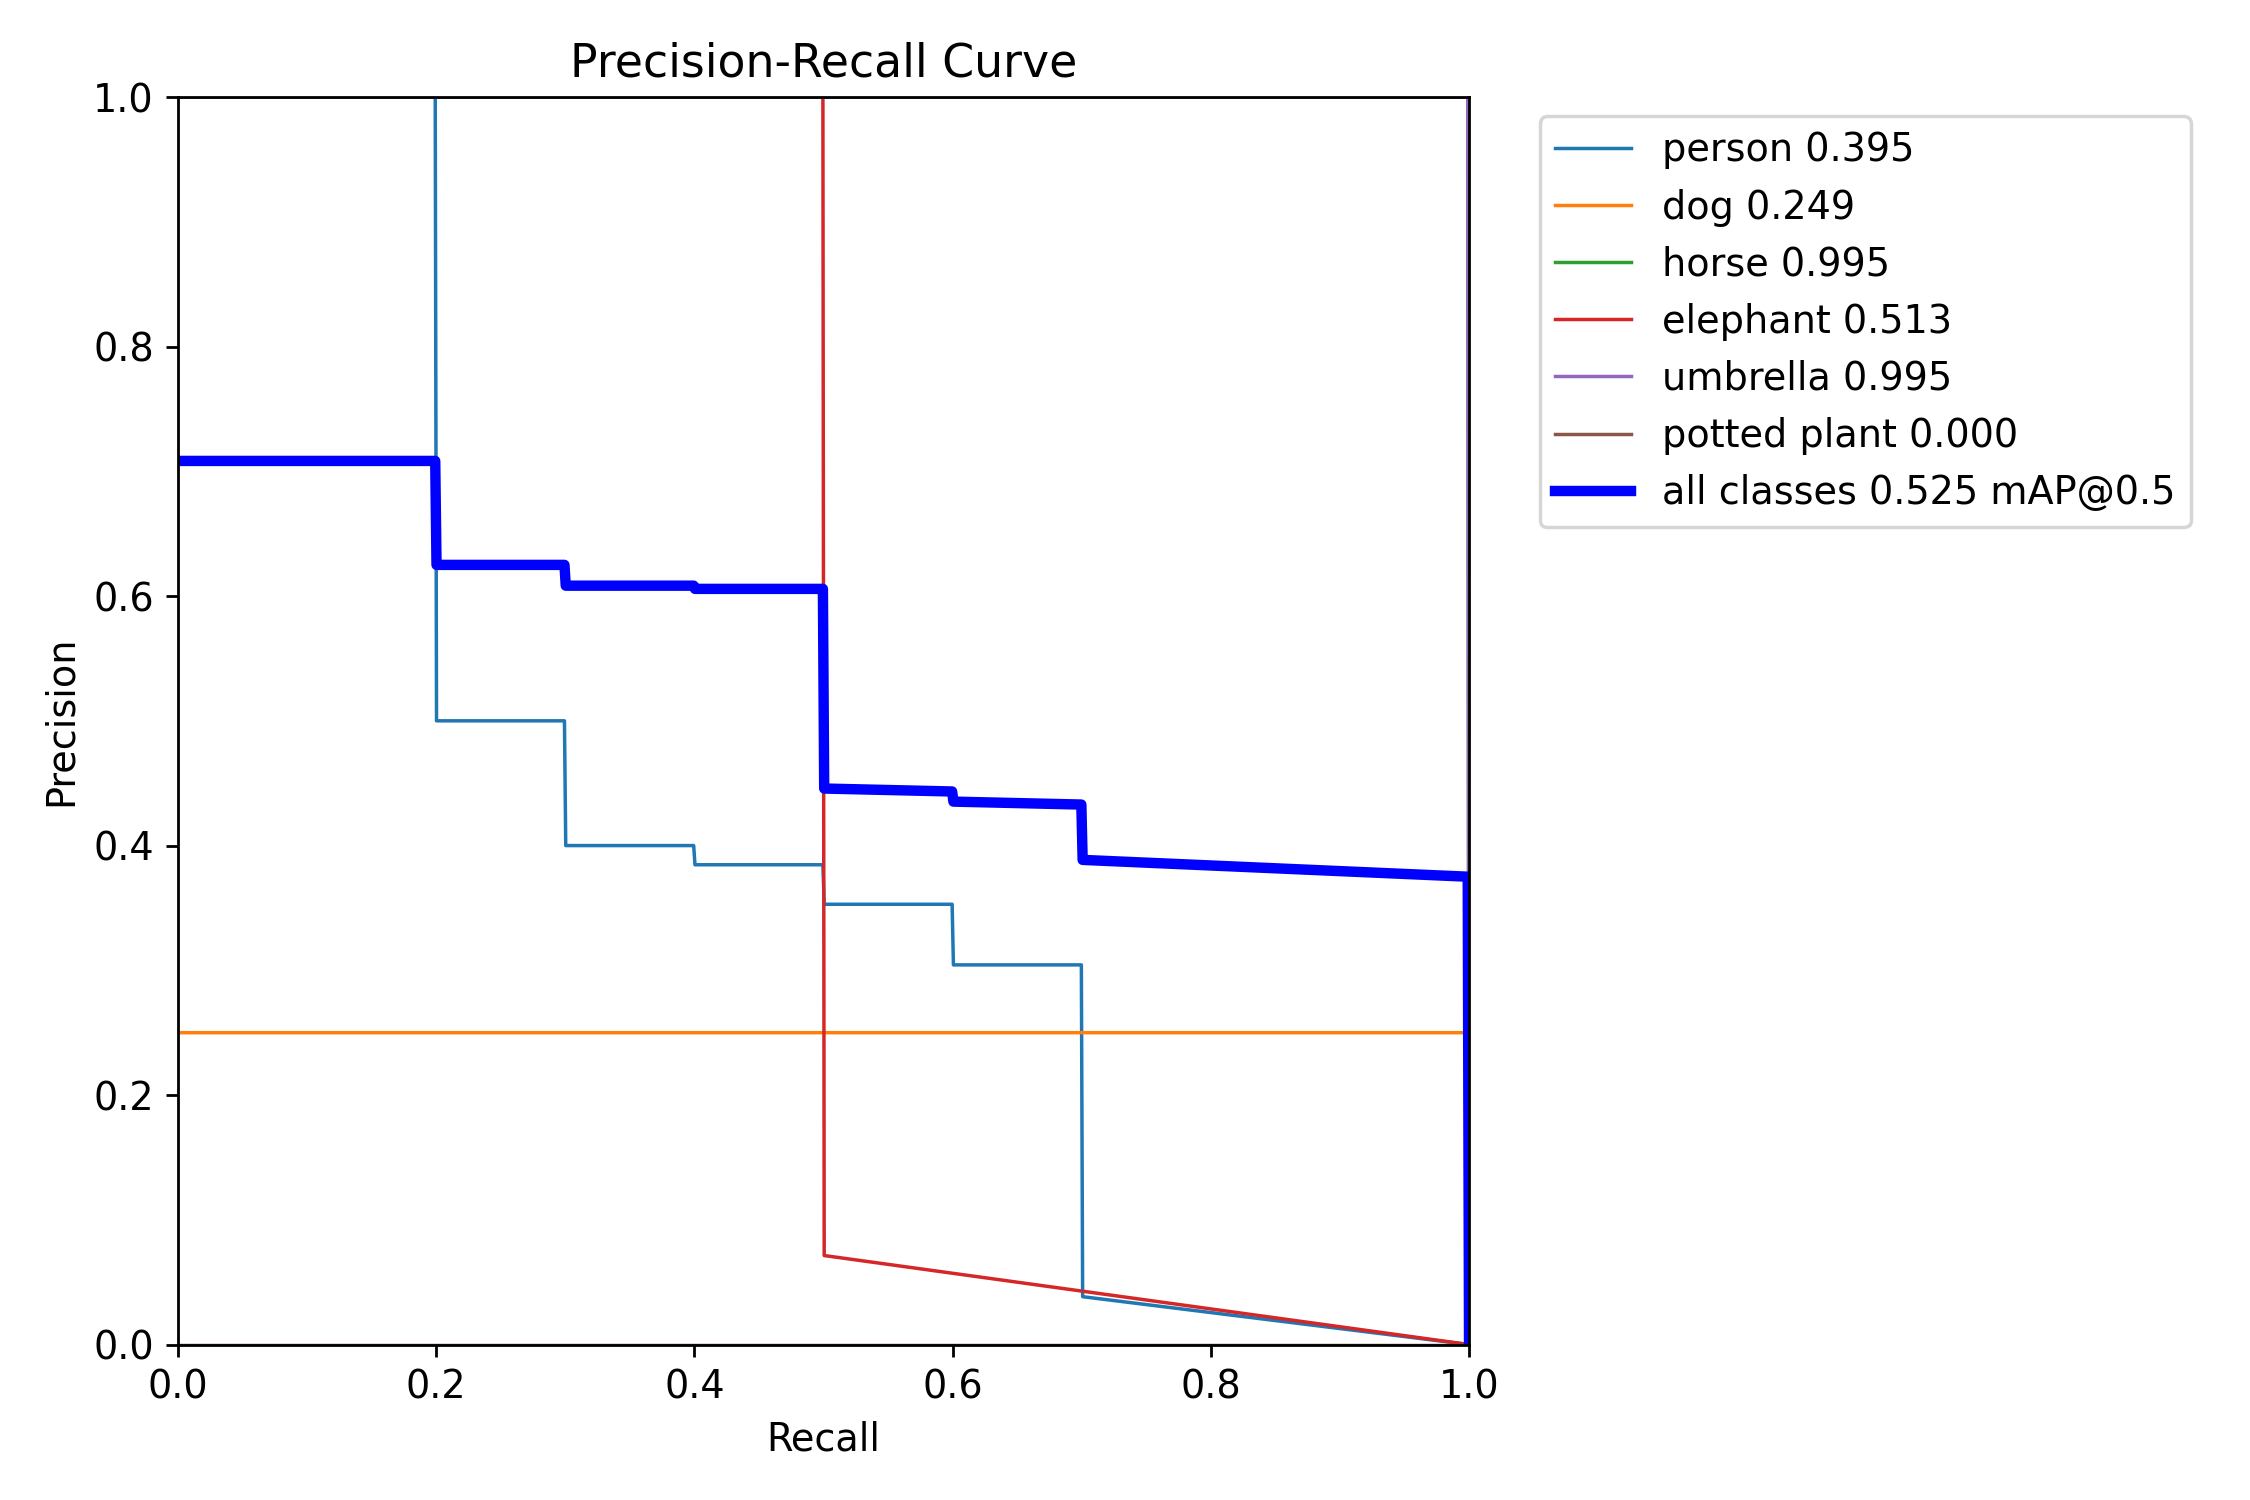 Precision-Recall Curve
1.0
0.8
0.6
0.4
0.2
0.0
Precision
0.0 0.2 0.4 0.6 0.8 1.0
Recall
person 0.395
dog 0.249
horse 0.995
elephant 0.513
umbrella 0.995
potted plant 0.000
all classes 0.525 mAP@0.5